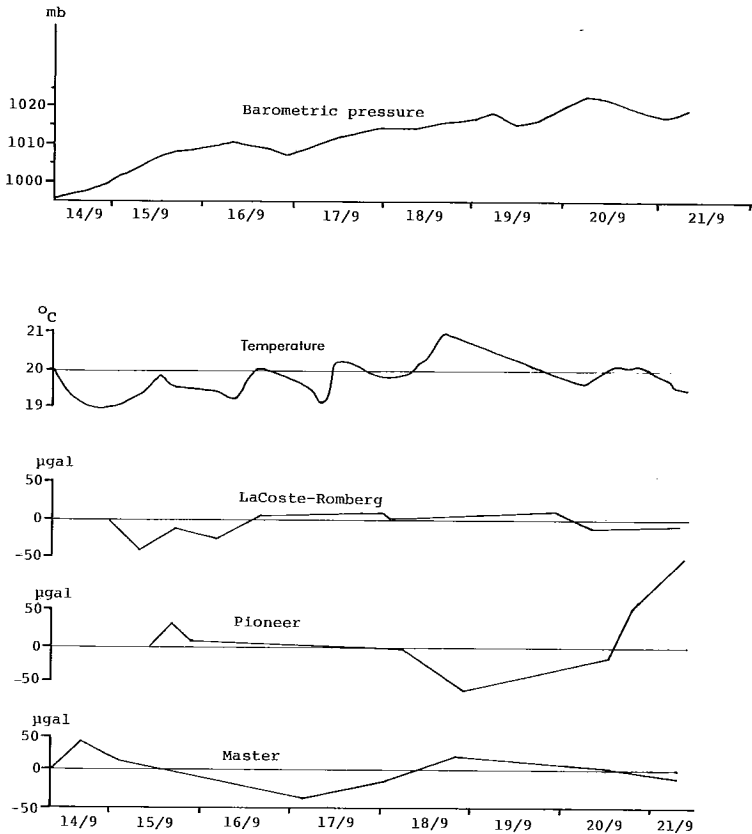 mb
1020
Barometric pressure
1010
1000
14/9 15/9 16/9 17/9 18/9 19/9 20/9 21/9
°C
21
Temperature
20
19
µgal
50
LaCoste-Romberg
0
-50
µgal
50
Pioneer
0
-50
µgal
50
Master
0
-50
14/9 15/9 16/9 17/9 18/9 19/9 20/9 21/9